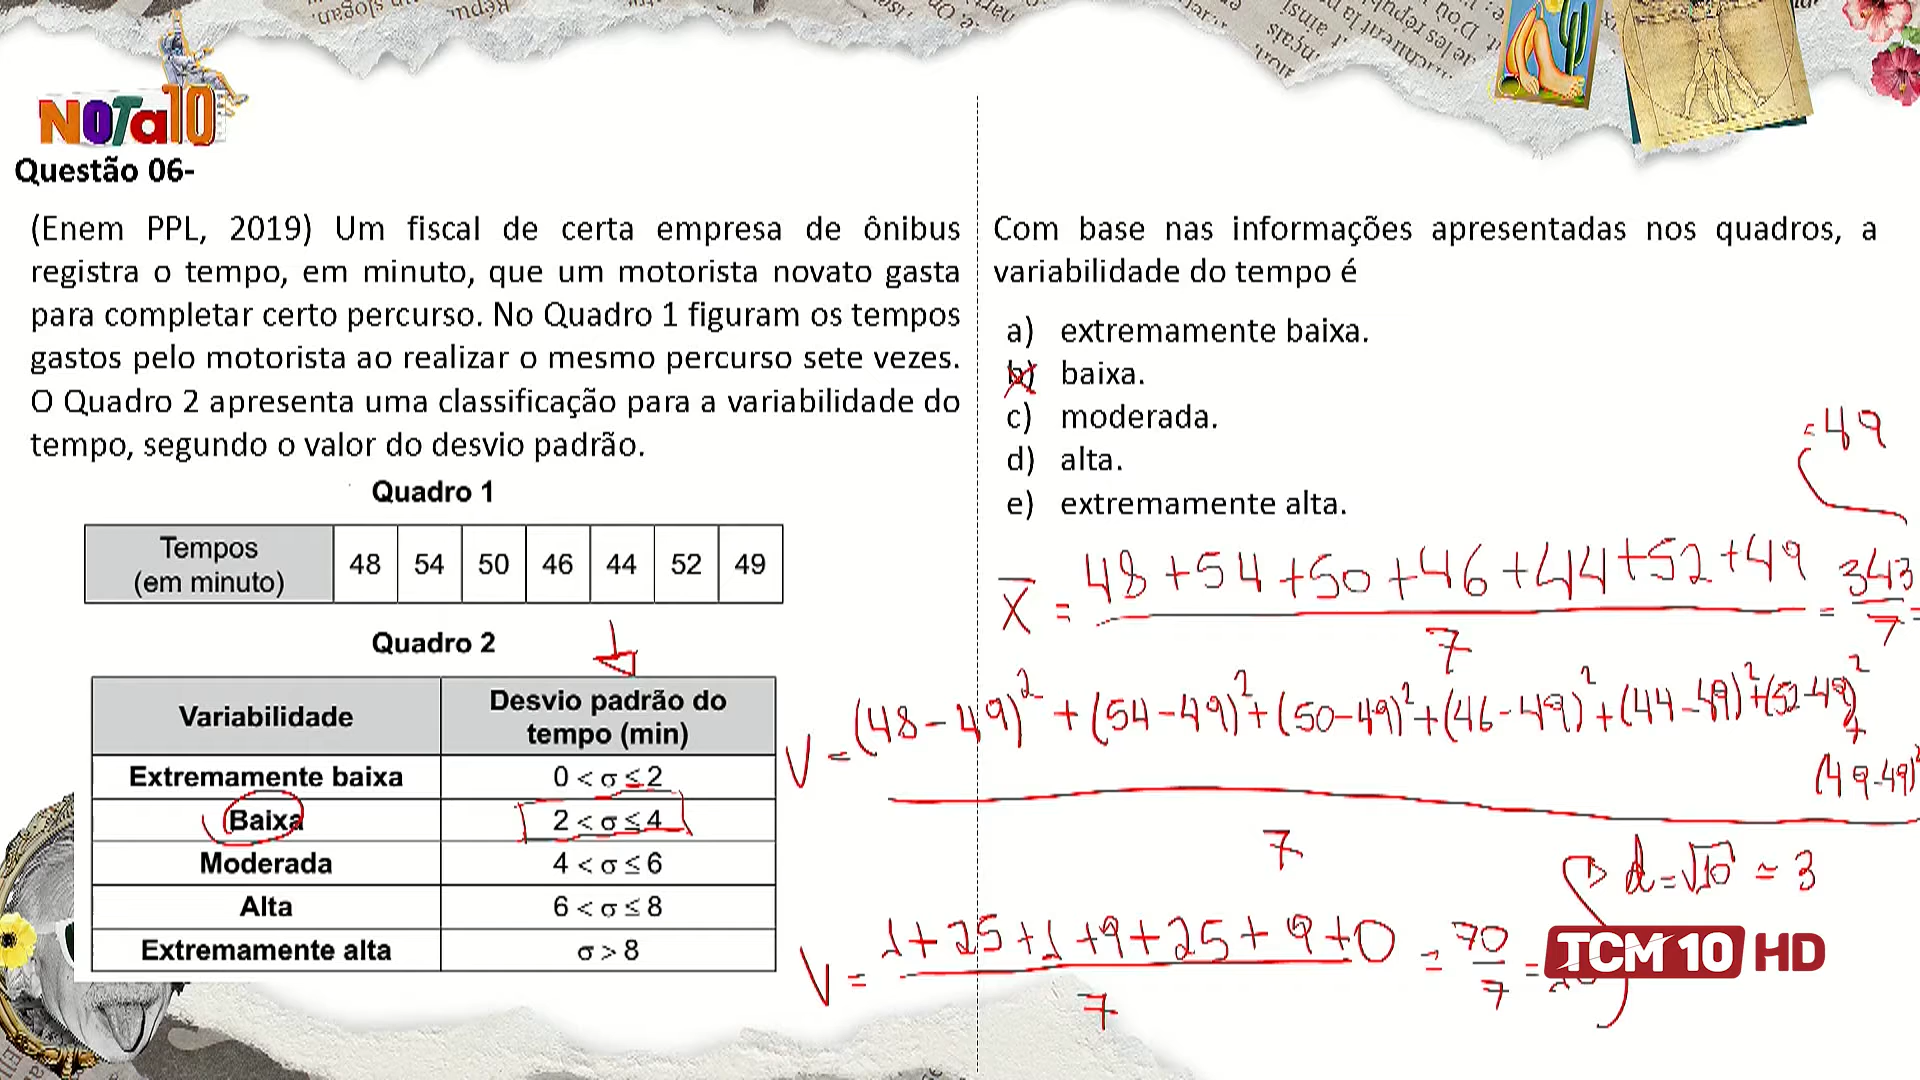 NOTa10
Questão 06-
(Enem PPL, 2019) Um fiscal de certa empresa de ônibus
registra o tempo, em minuto, que um motorista novato gasta
para completar certo percurso. No Quadro 1 figuram os tempos
gastos pelo motorista ao realizar o mesmo percurso sete vezes.
O Quadro 2 apresenta uma classificação para a variabilidade do
tempo, segundo o valor do desvio padrão.
Quadro 1
Tempos (em minuto) 48 54 50 46 44 52 49
Quadro 2
Variabilidade Desvio padrão do tempo (min)
Extremamente baixa 0 < σ ≤ 2
Baixa 2 < σ ≤ 4
Moderada 4 < σ ≤ 6
Alta 6 < σ ≤ 8
Extremamente alta σ > 8
Com base nas informações apresentadas nos quadros, a
variabilidade do tempo é
a) extremamente baixa.
b) baixa.
c) moderada.
d) alta.
e) extremamente alta.
= 49
x̄ = 48 + 54 + 50 + 46 + 44 + 52 + 49 / 7 = 343 / 7 =
V = (48 - 49)² + (54 - 49)² + (50 - 49)² + (46 - 49)² + (44 - 49)² + (52 - 49)² +
(49 - 49)²
7
d = √10 ≃ 3
V = 1 + 25 + 1 + 9 + 25 + 9 + 0 / 7 = 70 / 7 =
TCM 10 HD